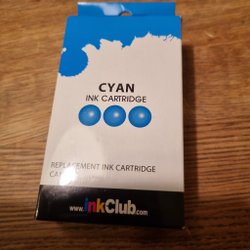 CYAN
INK CARTRIDGE
REPLACEMENT INK CARTRIDGE
www.inkClub.com